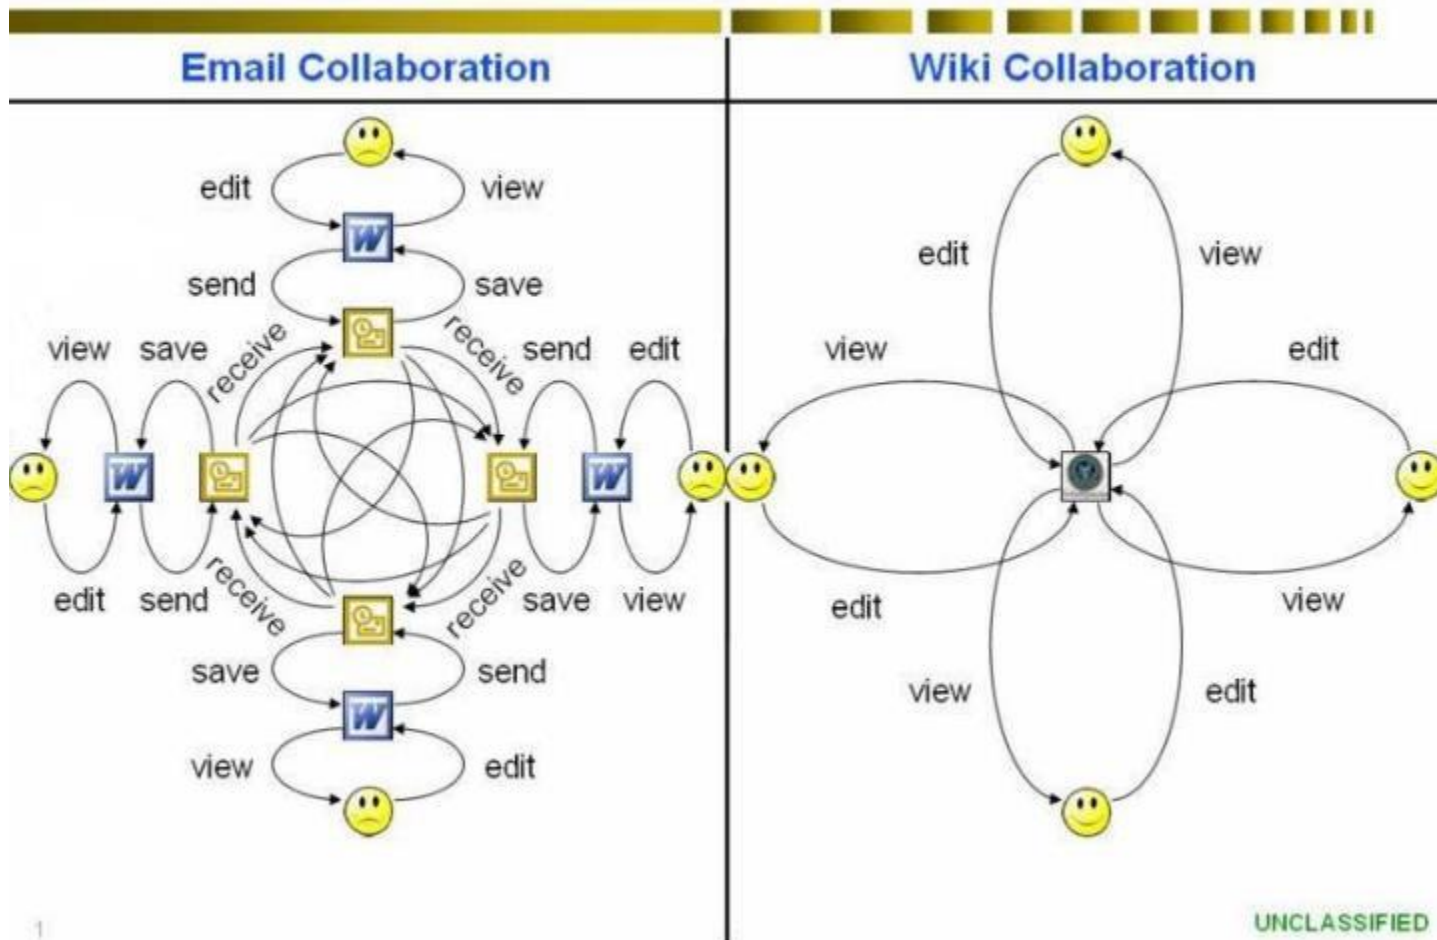 Email Collaboration
Wiki Collaboration
edit
view
send
save
view
save
receive
receive
send
edit
edit
send
receive
receive
save
view
save
send
view
edit
edit
view
view
edit
edit
view
view
edit
W
W
W
W
1
UNCLASSIFIED